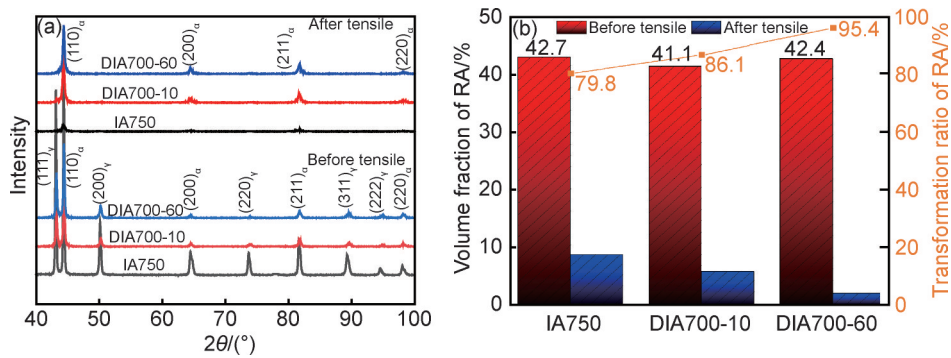 (a)
After tensile
(110)α
(200)α
(211)α
(220)α
DIA700-60
DIA700-10
IA750
Before tensile
(111)γ
(110)α
(200)γ
(200)α
(220)γ
(211)α
(311)γ
(222)γ
(220)α
DIA700-60
DIA700-10
IA750
Intensity
40 50 60 70 80 90 100
2θ/(°)
(b)
Before tensile After tensile
42.7 41.1 42.4
79.8 86.1 95.4
Volume fraction of RA/%
50
40
30
20
10
0
Transformation ratio of RA/%
100
80
60
40
20
0
IA750 DIA700-10 DIA700-60